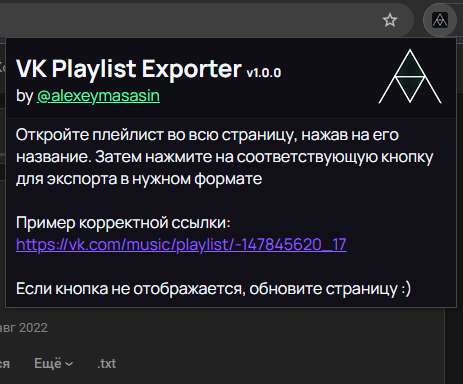 VK Playlist Exporter v1.0.0
by @alexeymasasin
Откройте плейлист во всю страницу, нажав на его
название. Затем нажмите на соответствующую кнопку
для экспорта в нужном формате
Пример корректной ссылки:
https://vk.com/music/playlist/-147845620_17
Если кнопка не отображается, обновите страницу :)
авг 2022
Ещё .txt